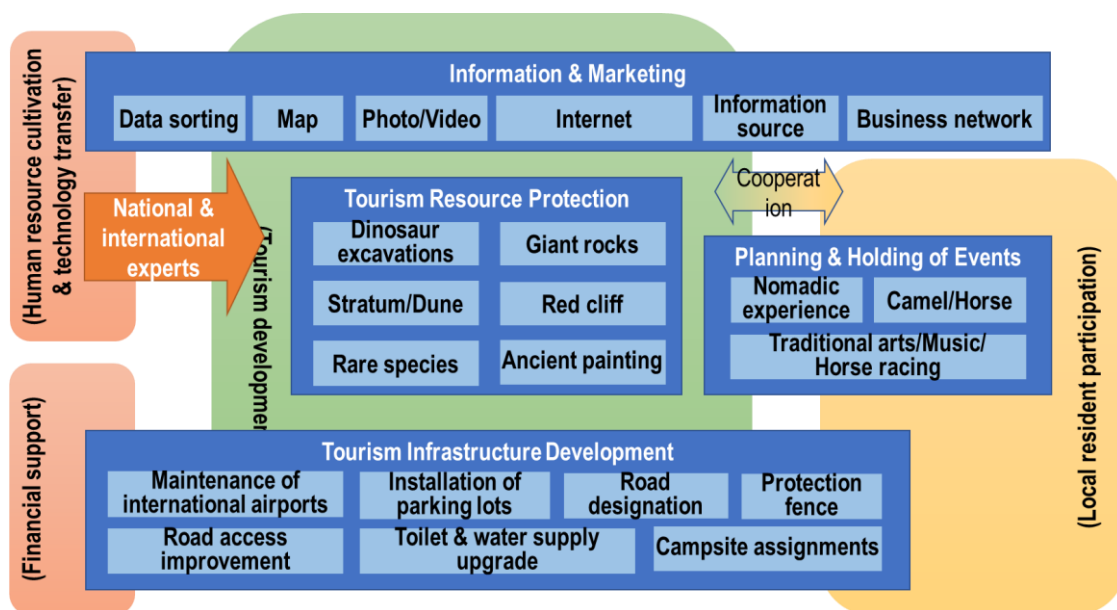 Information & Marketing
Data sorting
Map
Photo/Video
Internet
Information
source
Business network
(Human resource cultivation
& technology transfer)
National &
international
experts
(Tourism developmen
Tourism Resource Protection
Dinosaur
excavations
Giant rocks
Stratum/Dune
Red cliff
Rare species
Ancient painting
Cooperat
ion
Planning & Holding of Events
Nomadic
experience
Camel/Horse
Traditional arts/Music/
Horse racing
(Local resident participation)
(Financial support)
Tourism Infrastructure Development
Maintenance of
international airports
Installation of
parking lots
Road
designation
Protection
fence
Road access
improvement
Toilet & water supply
upgrade
Campsite assignments